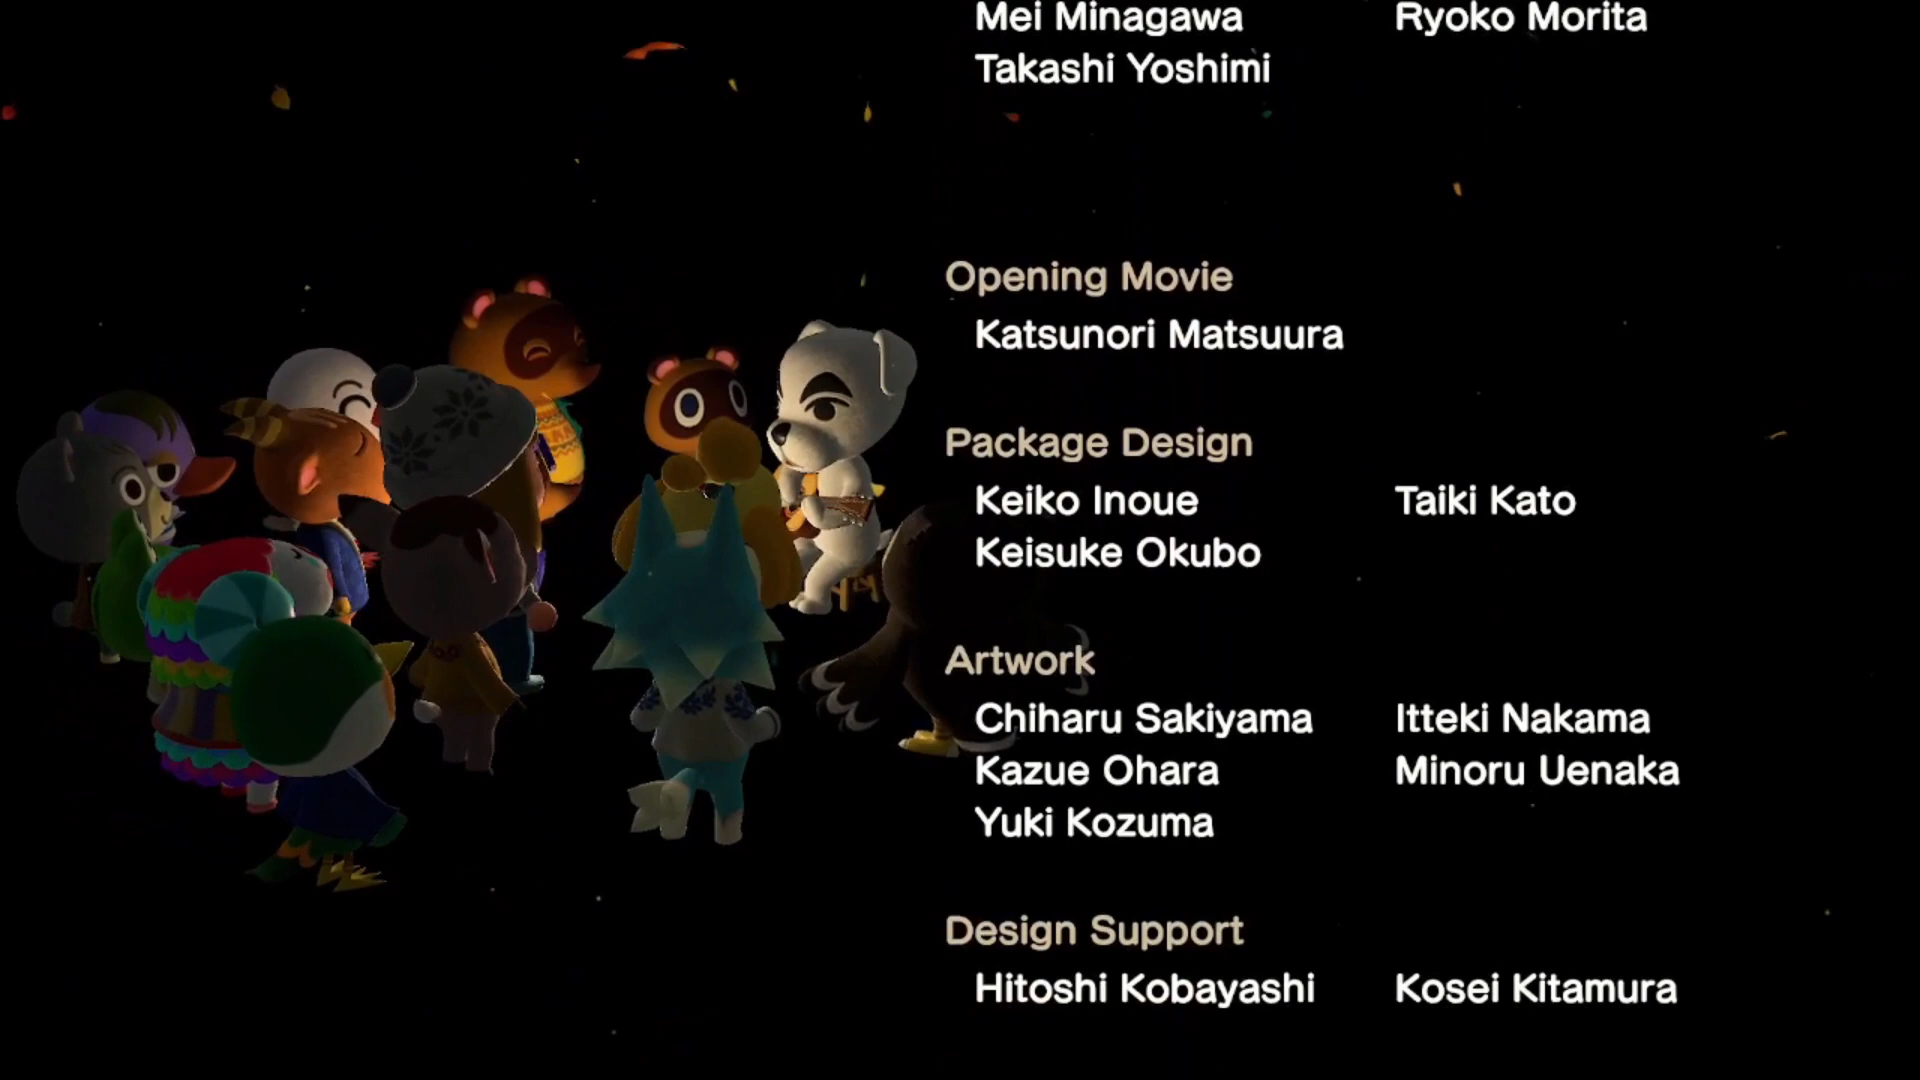 Mei Minagawa Ryoko Morita
Takashi Yoshimi
Opening Movie
Katsunori Matsuura
Package Design
Keiko Inoue Taiki Kato
Keisuke Okubo
Artwork
Chiharu Sakiyama Itteki Nakama
Kazue Ohara Minoru Uenaka
Yuki Kozuma
Design Support
Hitoshi Kobayashi Kosei Kitamura